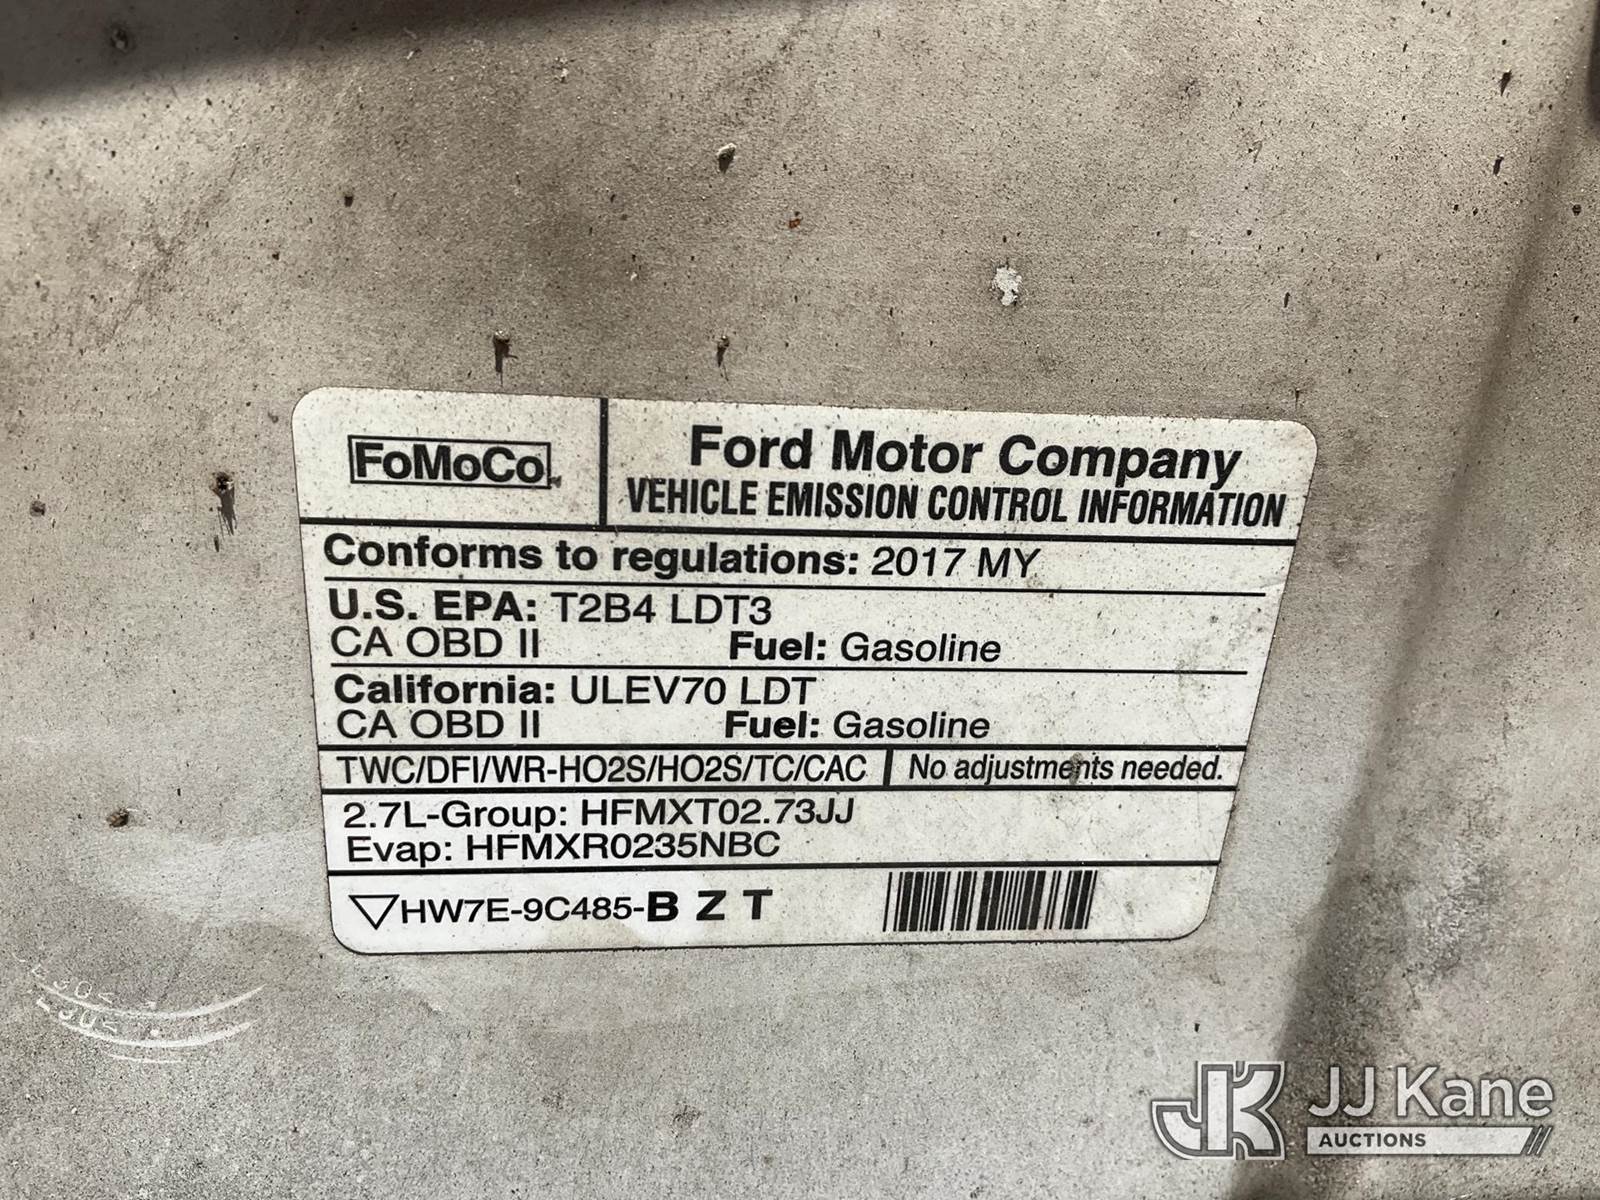 FoMoCo
Ford Motor Company
VEHICLE EMISSION CONTROL INFORMATION
Conforms to regulations: 2017 MY
U.S. EPA: T2B4 LDT3
CA OBD II Fuel: Gasoline
California: ULEV70 LDT
CA OBD II Fuel: Gasoline
TWC/DFI/WR-HO2S/HO2S/TC/CAC No adjustments needed.
2.7L-Group: HFMXT02.73JJ
Evap: HFMXR0235NBC
HW7E-9C485-B Z T
JJ Kane
AUCTIONS